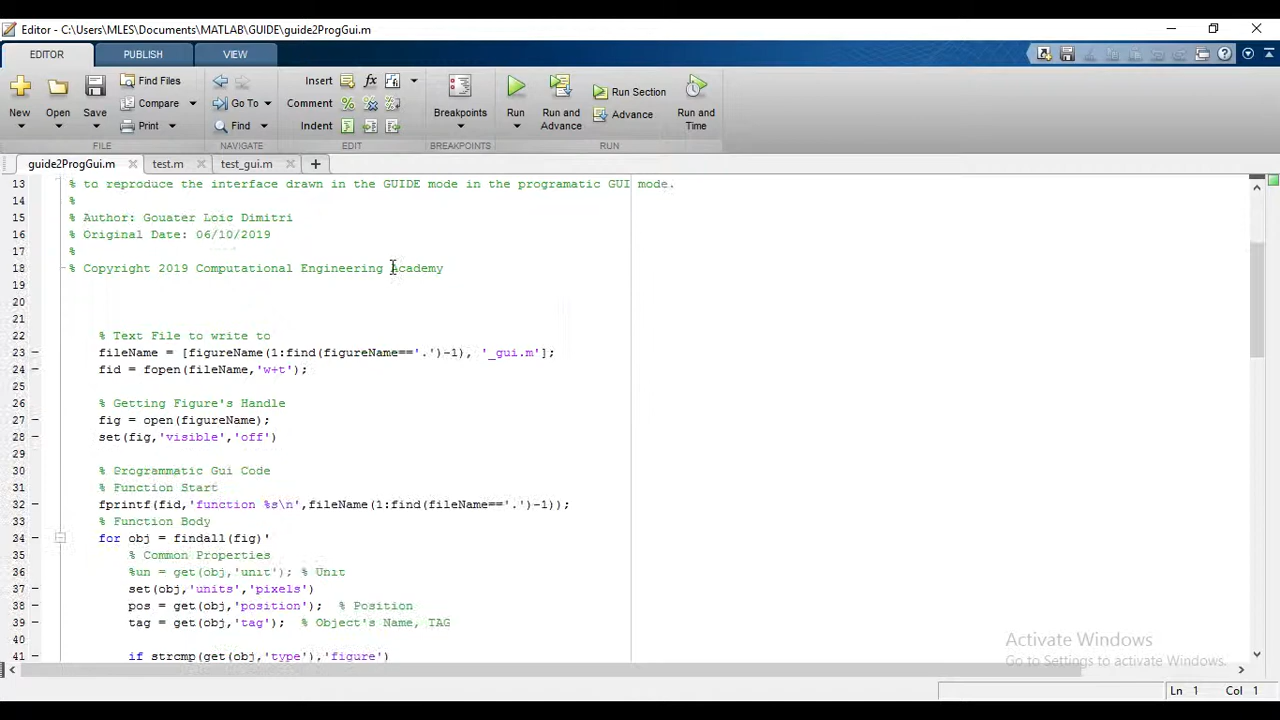 Editor - C:\Users\MLES\Documents\MATLAB\GUIDE\guide2ProgGui.m
EDITOR PUBLISH VIEW
New Open Save Find Files Compare Print
FILE
Go To Find
NAVIGATE
Insert fx Comment Indent
EDIT
Breakpoints
BREAKPOINTS
Run Run and Advance Run Section Advance Run and Time
RUN
guide2ProgGui.m test.m test_gui.m
13 % to reproduce the interface drawn in the GUIDE mode in the programatic GUI mode.
14 %
15 % Author: Gouater Loic Dimitri
16 % Original Date: 06/10/2019
17 %
18 % Copyright 2019 Computational Engineering Academy
19
20
21
22 % Text File to write to
23 fileName = [figureName(1:find(figureName=='.')-1), '_gui.m'];
24 fid = fopen(fileName,'w+t');
25
26 % Getting Figure's Handle
27 fig = open(figureName);
28 set(fig,'visible','off')
29
30 % Programmatic Gui Code
31 % Function Start
32 fprintf(fid,'function %s\n',fileName(1:find(fileName=='.')-1));
33 % Function Body
34 for obj = findall(fig)'
35 % Common Properties
36 %un = get(obj,'unit'); % Unit
37 set(obj,'units','pixels')
38 pos = get(obj,'position'); % Position
39 tag = get(obj,'tag'); % Object's Name, TAG
40
41 if strcmp(get(obj,'type'),'figure')
Activate Windows
Go to Settings to activate Windows.
Ln 1 Col 1